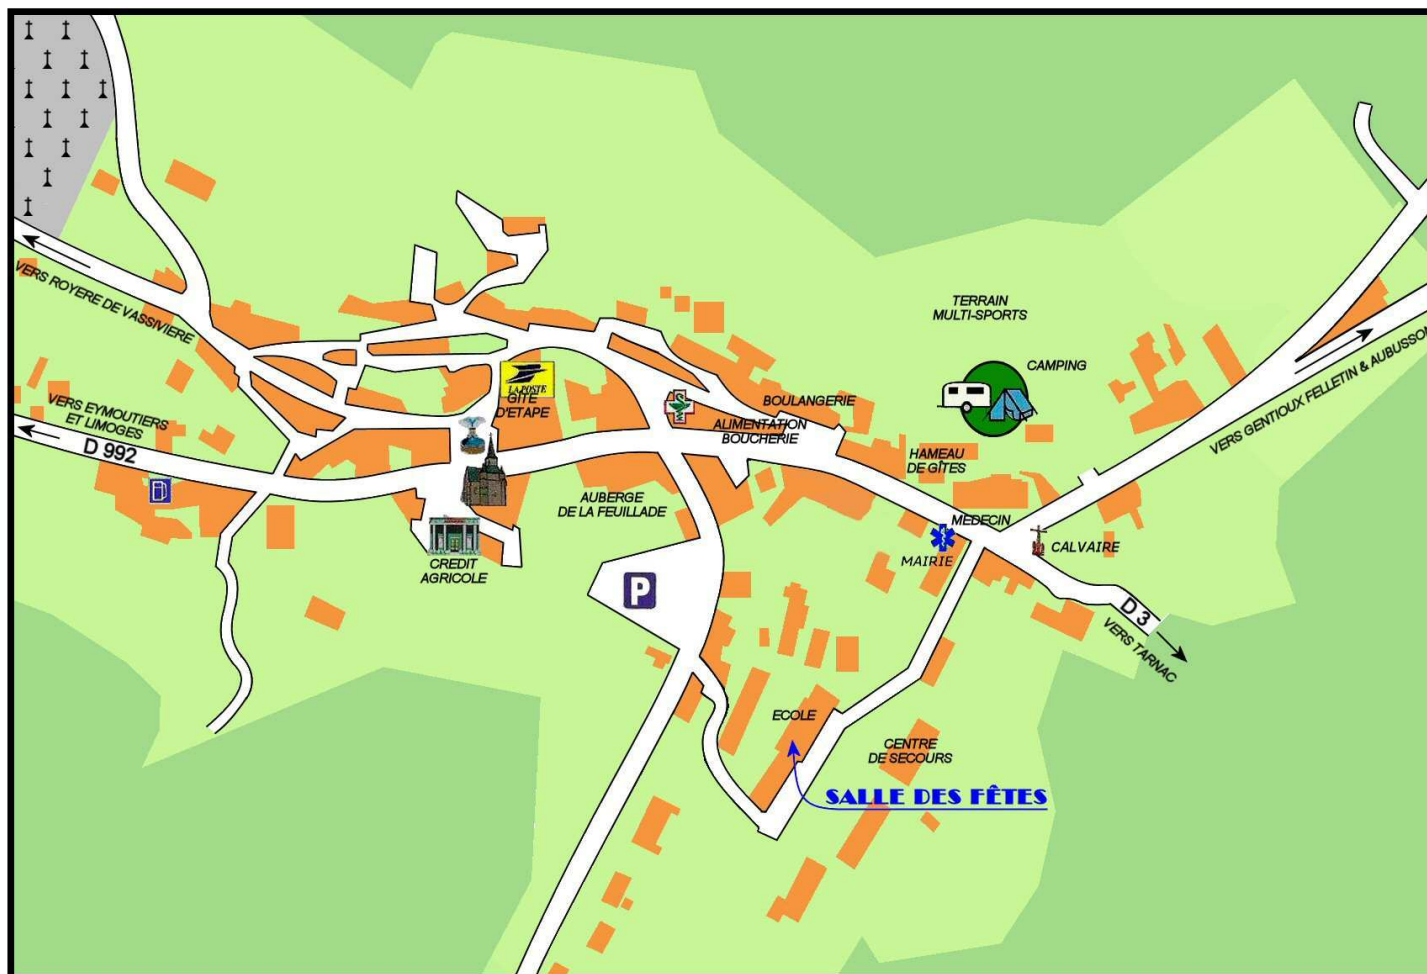 VERS ROYERE DE VASSIVIERE
VERS EYMOUTIERS
ET LIMOGES
D 992
LA POSTE
GITE
D'ETAPE
CREDIT
AGRICOLE
AUBERGE
DE LA FEUILLADE
P
BOULANGERIE
ALIMENTATION
BOUCHERIE
TERRAIN
MULTI-SPORTS
CAMPING
HAMEAU
DE GÎTES
MEDECIN
MAIRIE
CALVAIRE
VERS GENTIOUX FELLETIN & AUBUSSON
D 3
VERS TARNAC
ECOLE
CENTRE
DE SECOURS
SALLE DES FÊTES